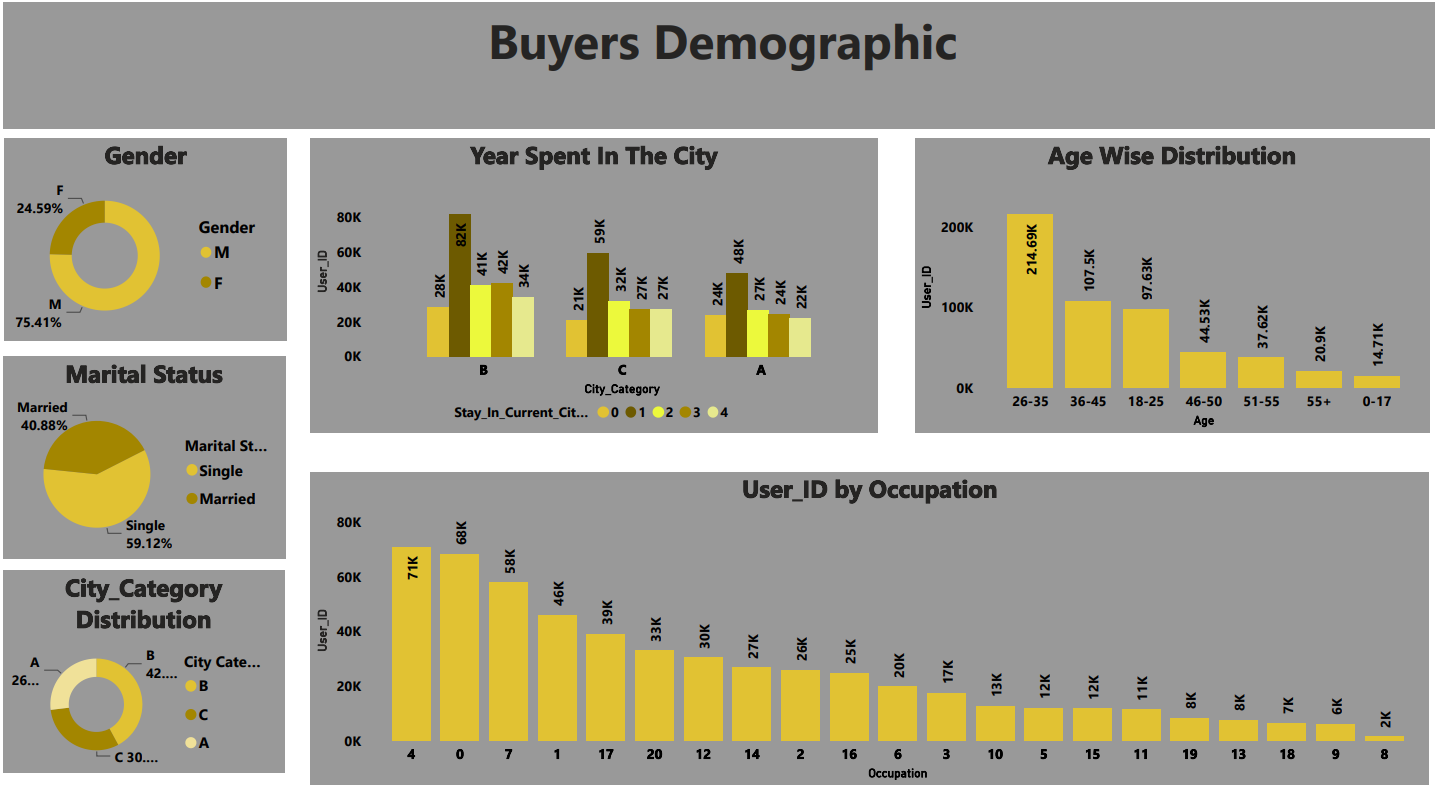 Buyers Demographic
Gender
F
24.59%
M
75.41%
Gender
M
F
Marital Status
Married
40.88%
Single
59.12%
Marital St...
Single
Married
City_Category
Distribution
A
26...
B
42....
C 30....
City Cate...
B
C
A
Year Spent In The City
User_ID
80K
60K
40K
20K
0K
28K
82K
41K
42K
34K
21K
59K
32K
27K
27K
24K
48K
27K
24K
22K
B
C
A
City_Category
Stay_In_Current_Cit... 0 1 2 3 4
Age Wise Distribution
User_ID
200K
100K
0K
214.69K
107.5K
97.63K
44.53K
37.62K
20.9K
14.71K
26-35
36-45
18-25
46-50
51-55
55+
0-17
Age
User_ID by Occupation
User_ID
80K
60K
40K
20K
0K
71K
68K
58K
46K
39K
33K
30K
27K
26K
25K
20K
17K
13K
12K
12K
11K
8K
8K
7K
6K
2K
4
0
7
1
17
20
12
14
2
16
6
3
10
5
15
11
19
13
18
9
8
Occupation